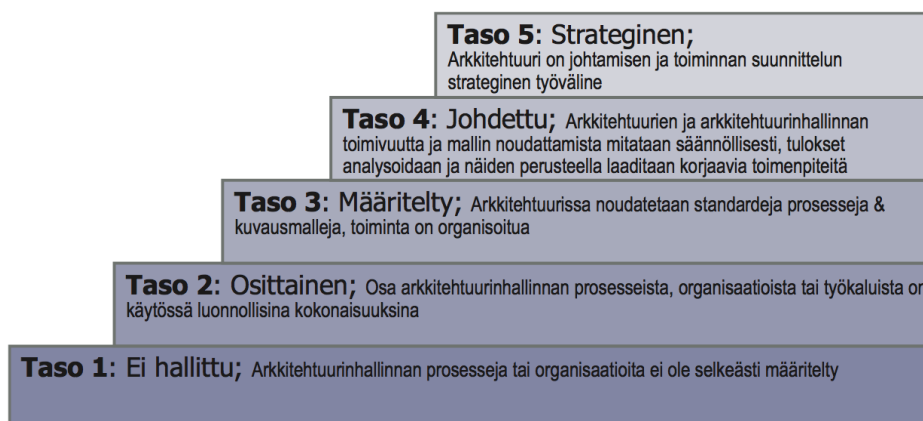 Taso 5: Strateginen;
Arkkitehtuuri on johtamisen ja toiminnan suunnittelun
strateginen työväline
Taso 4: Johdettu; Arkkitehtuurien ja arkkitehtuurinhallinnan
toimivuutta ja mallin noudattamista mitataan säännöllisesti, tulokset
analysoidaan ja näiden perusteella laaditaan korjaavia toimenpiteitä
Taso 3: Määritelty; Arkkitehtuurissa noudatetaan standardeja prosesseja &
kuvausmalleja, toiminta on organisoitua
Taso 2: Osittainen; Osa arkkitehtuurinhallinnan prosesseista, organisaatioista tai työkaluista on
käytössä luonnollisina kokonaisuuksina
Taso 1: Ei hallittu; Arkkitehtuurinhallinnan prosesseja tai organisaatioita ei ole selkeästi määritelty